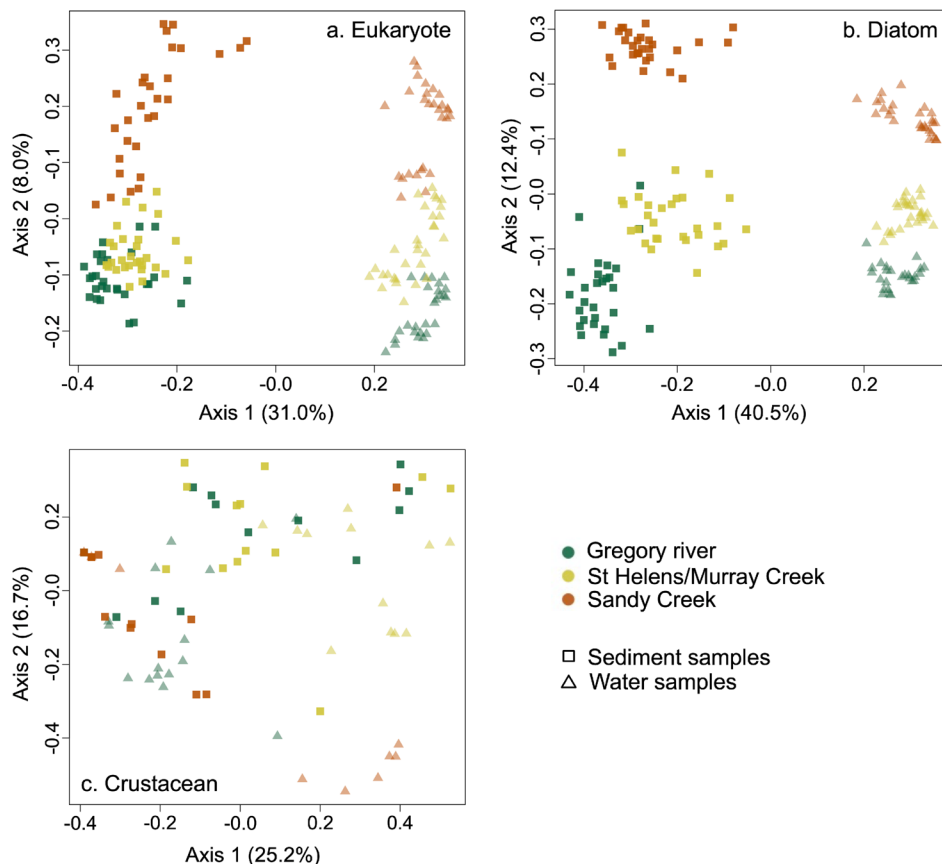 a. Eukaryote
0.3
0.2
0.1
-0.0
-0.1
-0.2
Axis 2 (8.0%)
-0.4
-0.2
-0.0
0.2
Axis 1 (31.0%)
b. Diatom
0.3
0.2
-0.1
-0.0
-0.1
-0.2
-0.3
Axis 2 (12.4%)
-0.4
-0.2
-0.0
0.2
Axis 1 (40.5%)
c. Crustacean
0.2
-0.0
-0.2
-0.4
Axis 2 (16.7%)
-0.4
-0.2
-0.0
0.2
0.4
Axis 1 (25.2%)
Gregory river
St Helens/Murray Creek
Sandy Creek
Sediment samples
Water samples